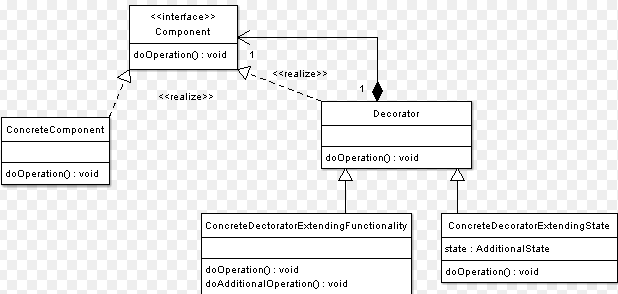 <<interface>>
Component
doOperation() : void
1
<<realize>>
1
<<realize>>
Decorator
doOperation() : void
ConcreteComponent
doOperation() : void
ConcreteDectoratorExtendingFunctionality
doOperation() : void
doAdditionalOperation() : void
ConcreteDecoratorExtendingState
state : AdditionalState
doOperation() : void